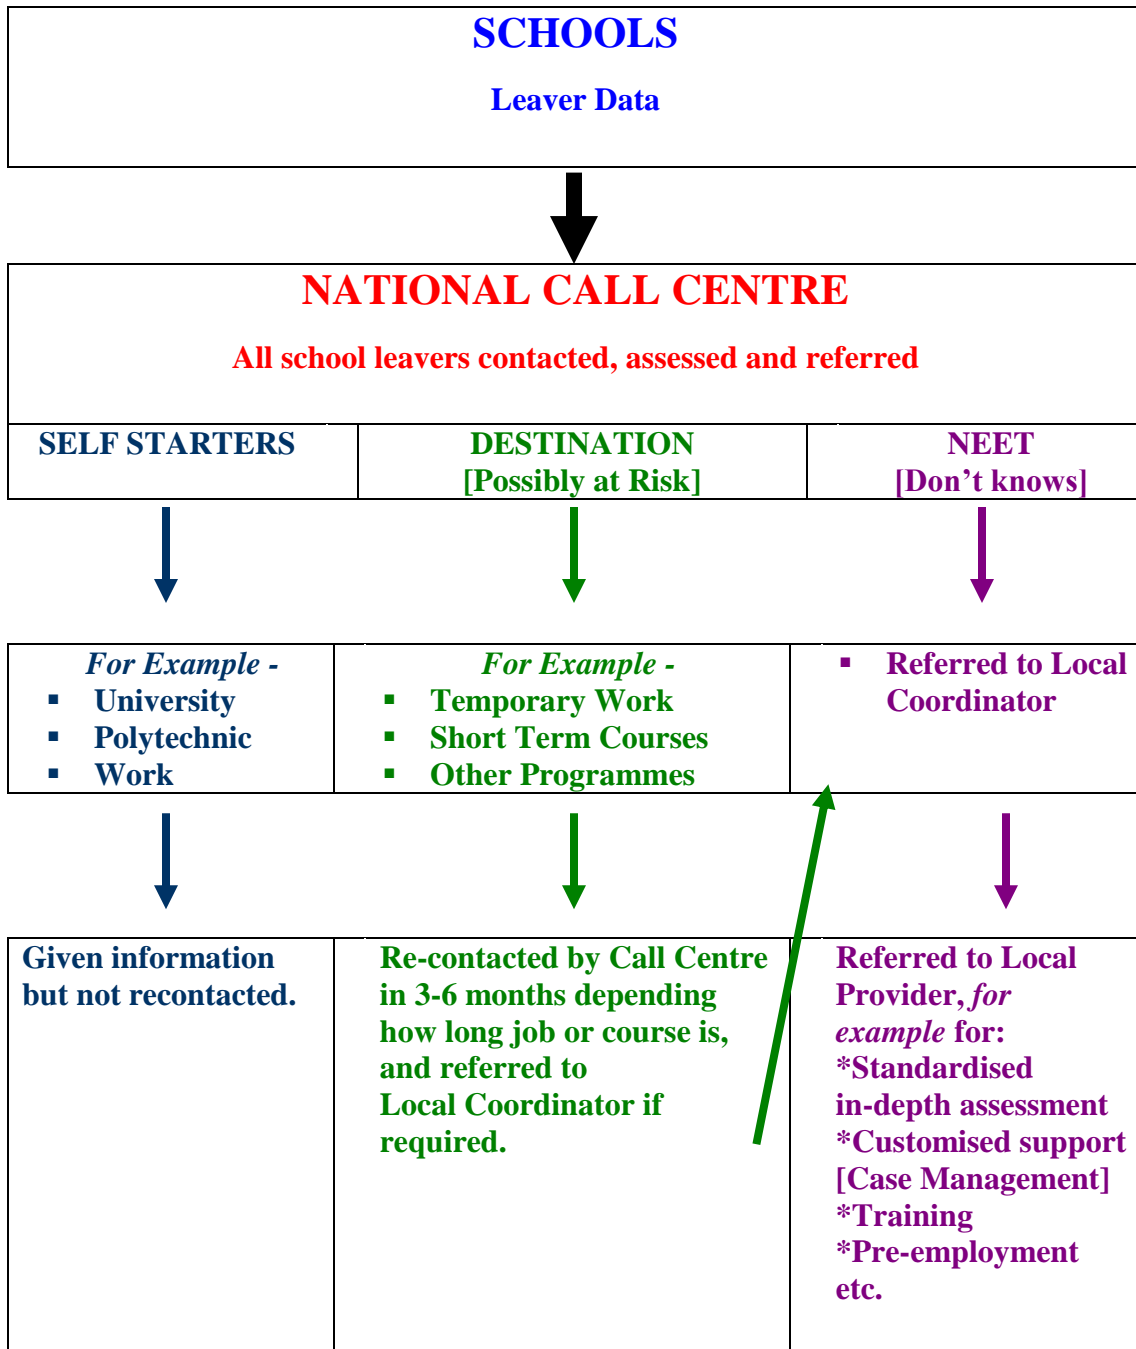 SCHOOLS
Leaver Data
NATIONAL CALL CENTRE
All school leavers contacted, assessed and referred
SELF STARTERS
DESTINATION
[Possibly at Risk]
NEET
[Don’t knows]
For Example -
▪ University
▪ Polytechnic
▪ Work
For Example -
▪ Temporary Work
▪ Short Term Courses
▪ Other Programmes
▪ Referred to Local
Coordinator
Given information
but not recontacted.
Re-contacted by Call Centre
in 3-6 months depending
how long job or course is,
and referred to
Local Coordinator if
required.
Referred to Local
Provider, for
example for:
*Standardised
in-depth assessment
*Customised support
[Case Management]
*Training
*Pre-employment
etc.